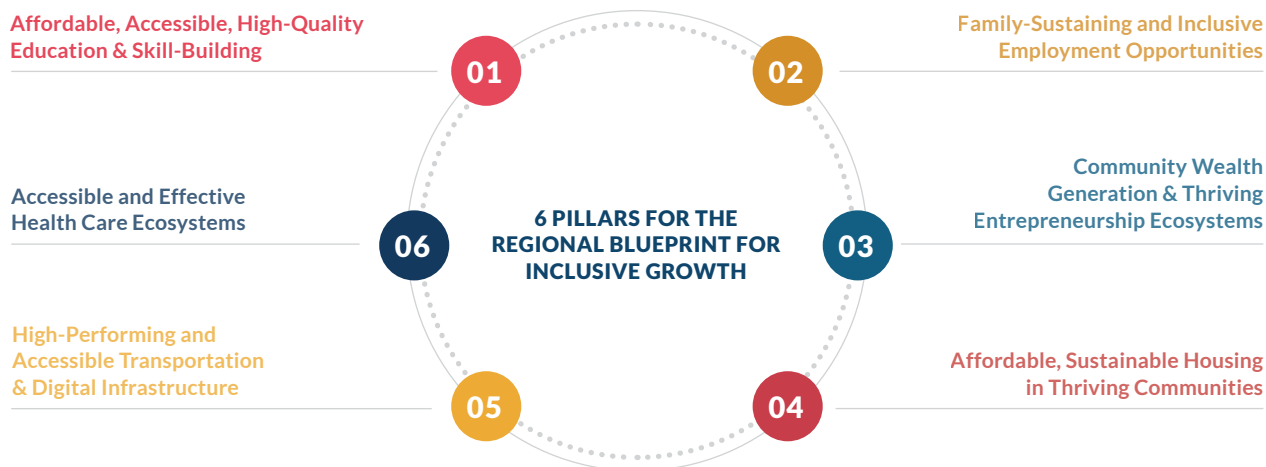 Affordable, Accessible, High-Quality
Education & Skill-Building
01
02
Family-Sustaining and Inclusive
Employment Opportunities
03
Community Wealth
Generation & Thriving
Entrepreneurship Ecosystems
04
Affordable, Sustainable Housing
in Thriving Communities
05
High-Performing and
Accessible Transportation
& Digital Infrastructure
06
Accessible and Effective
Health Care Ecosystems
6 PILLARS FOR THE
REGIONAL BLUEPRINT FOR
INCLUSIVE GROWTH